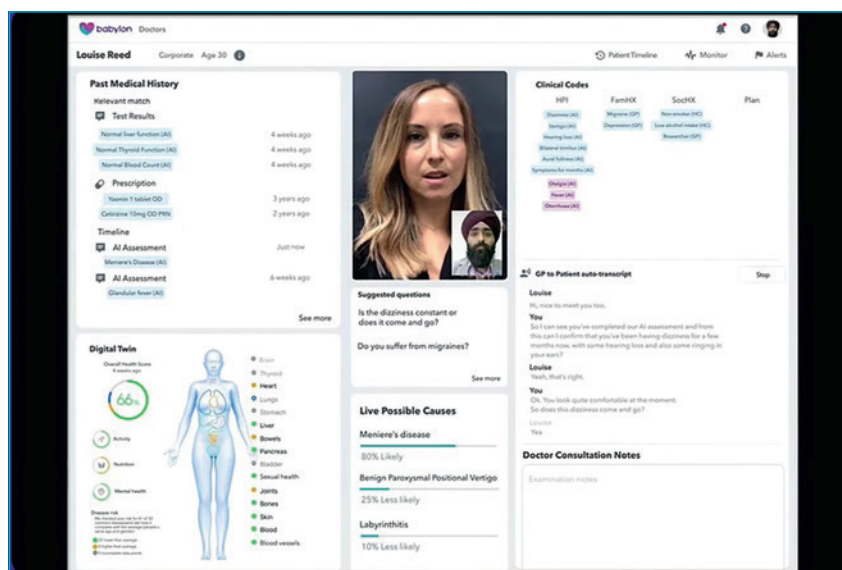 babylon Doctors
Louise Reed Corporate Age 30
Patient Timeline Monitor Alerts
Past Medical History
Relevant match
Test Results
Normal liver function (AI) 4 weeks ago
Normal Thyroid Function (AI) 4 weeks ago
Normal Blood Count (AI) 4 weeks ago
Prescription
Yasmin 1 tablet OD 3 years ago
Cetrizine 10mg OD PRN 2 years ago
Timeline
AI Assessment Just now
Meniere's Disease (AI)
AI Assessment 6 weeks ago
Glandular fever (AI)
See more
Digital Twin
Overall Health Score
4 weeks ago
66%
Activity
Nutrition
Mental health
Disease risk
Brain
Thyroid
Heart
Lungs
Stomach
Liver
Bowels
Pancreas
Bladder
Sexual health
Joints
Bones
Skin
Blood
Blood vessels
Suggested questions
Is the dizziness constant or
does it come and go?
Do you suffer from migraines?
See more
Live Possible Causes
Meniere's disease
80% Likely
Benign Paroxysmal Positional Vertigo
25% Less likely
Labyrinthitis
10% Less likely
Clinical Codes
HPI FamHX SocHX Plan
Dizziness (AI) Migraine (GP) Non-smoker (HC)
Vertigo (AI) Depression (GP) Low alcohol intake (HC)
Hearing loss (AI) Researcher (GP)
Bilateral tinnitus (AI)
Aural fullness (AI)
Symptoms for months (AI)
Otalgia (AI)
Fever (AI)
Otorrhoea (AI)
GP to Patient auto-transcript Stop
Louise
Hi, nice to meet you too.
You
So I can see you've completed our AI assessment and from
this can I confirm that you've been having dizziness for a few
months now, with some hearing loss and also some ringing in
your ears?
Louise
Yeah, that's right.
You
Ok. You look quite comfortable at the moment.
So does this dizziness come and go?
Louise
Yea
Doctor Consultation Notes
Examination notes